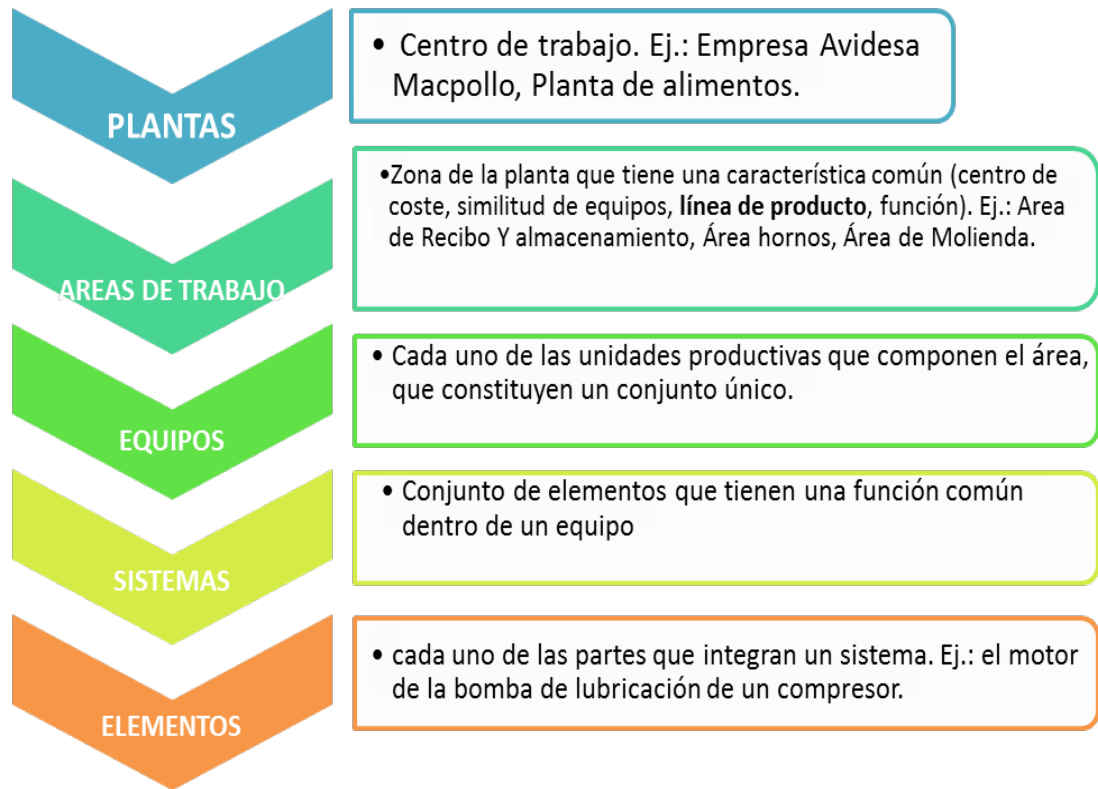 PLANTAS
• Centro de trabajo. Ej.: Empresa Avidesa
Macpollo, Planta de alimentos.
AREAS DE TRABAJO
•Zona de la planta que tiene una característica común (centro de
coste, similitud de equipos, línea de producto, función). Ej.: Area
de Recibo Y almacenamiento, Área hornos, Área de Molienda.
EQUIPOS
• Cada uno de las unidades productivas que componen el área,
que constituyen un conjunto único.
SISTEMAS
• Conjunto de elementos que tienen una función común
dentro de un equipo
ELEMENTOS
• cada uno de las partes que integran un sistema. Ej.: el motor
de la bomba de lubricación de un compresor.